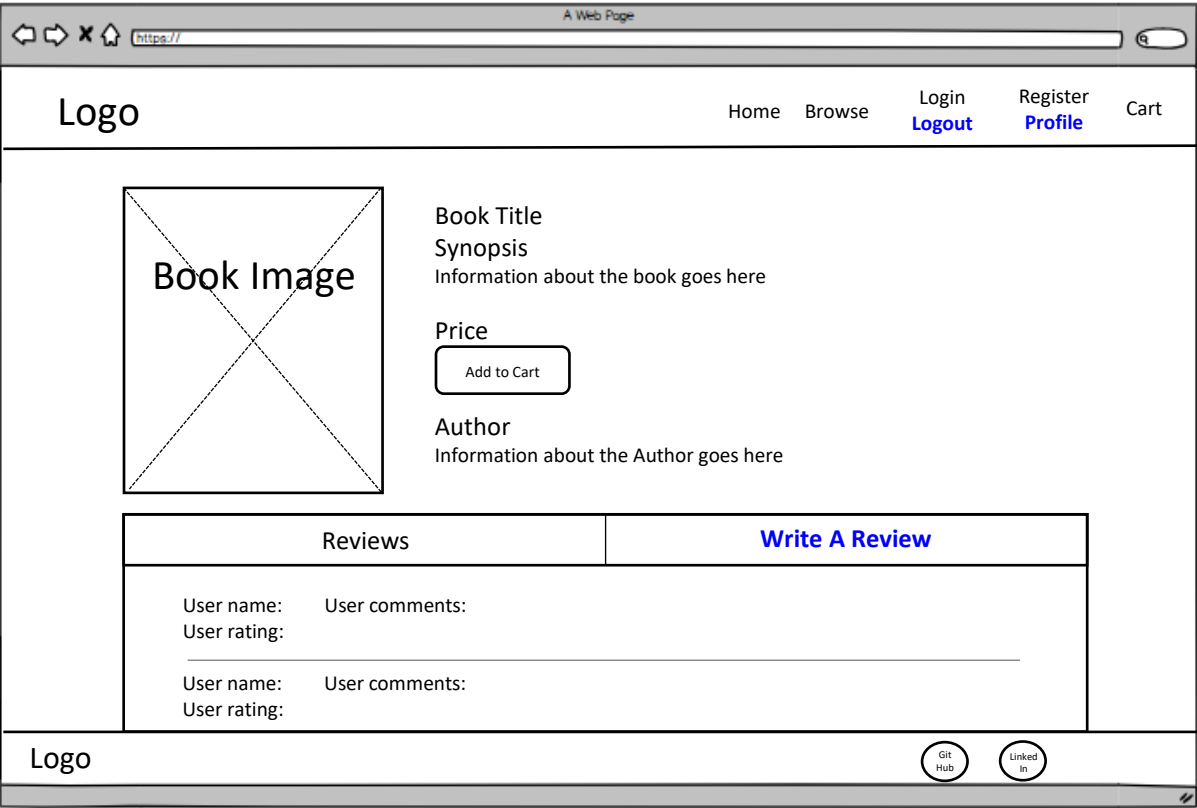 A Web Page
https://
Logo
Home Browse Login Register Cart
Logout Profile
Book Image
Book Title
Synopsis
Information about the book goes here
Price
Add to Cart
Author
Information about the Author goes here
Reviews Write A Review
User name: User comments:
User rating:
User name: User comments:
User rating:
Logo
Git
Hub
Linked
In